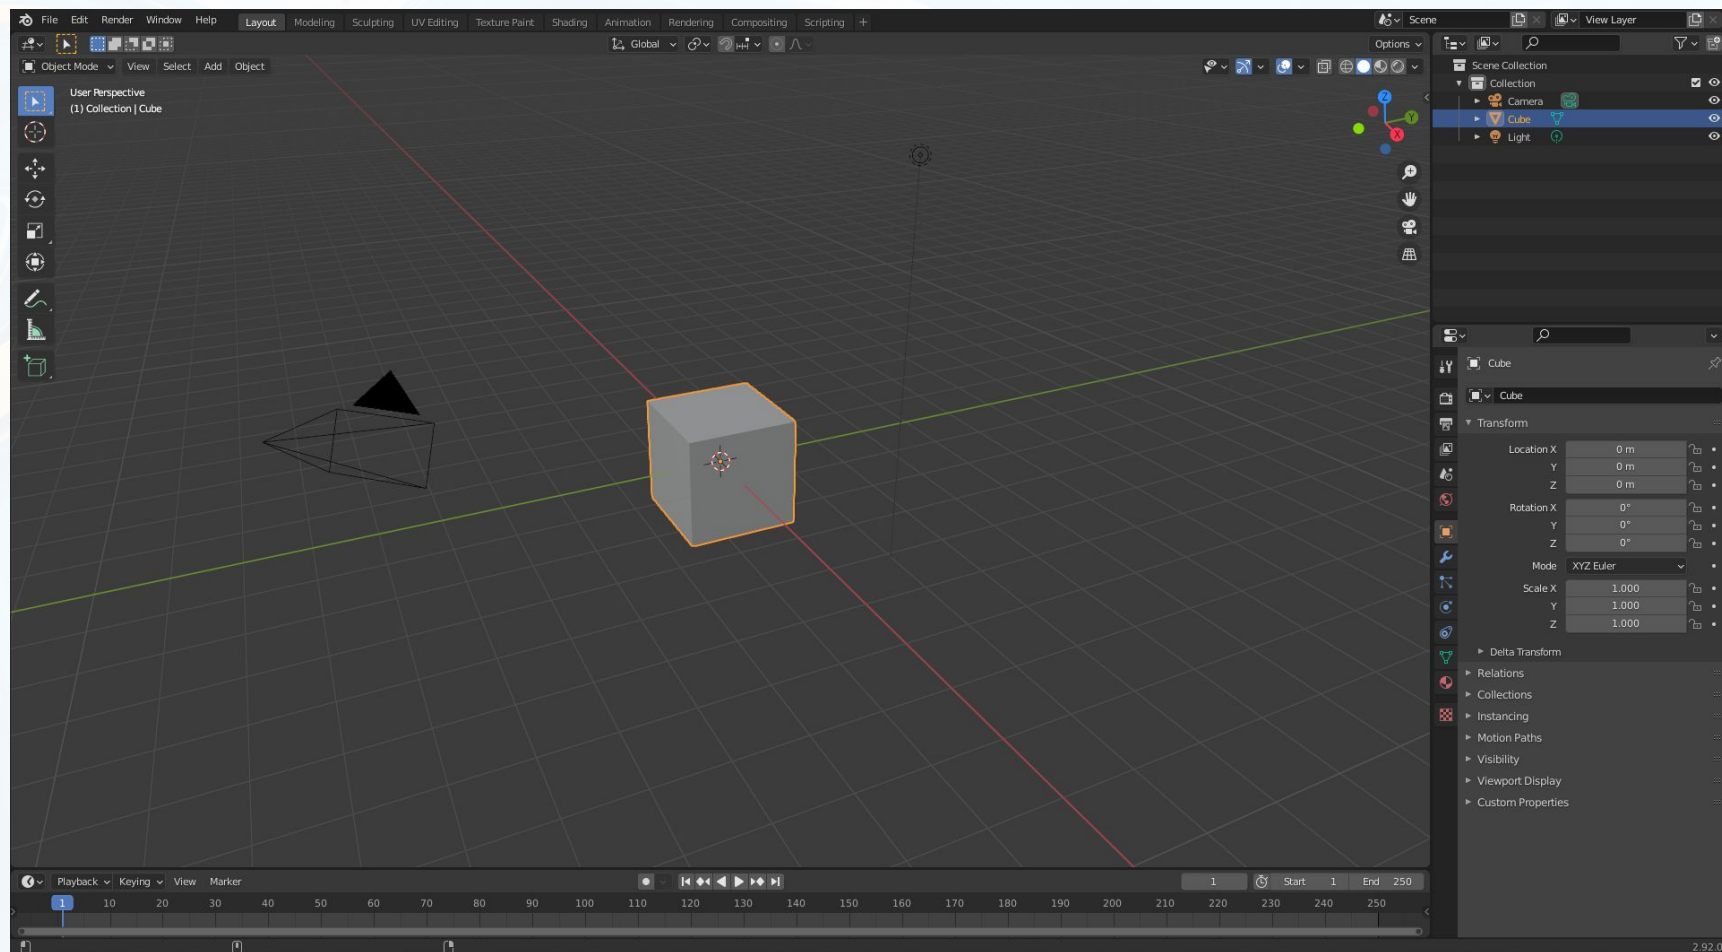 File Edit Render Window Help Layout Modeling Sculpting UV Editing Texture Paint Shading Animation Rendering Compositing Scripting + Scene View Layer
Global Options
Object Mode View Select Add Object
User Perspective
(1) Collection | Cube
Z
Y
X
Scene Collection
Collection
Camera
Cube
Light
Cube
Cube
Transform
Location X 0 m
Y 0 m
Z 0 m
Rotation X 0°
Y 0°
Z 0°
Mode XYZ Euler
Scale X 1.000
Y 1.000
Z 1.000
Delta Transform
Relations
Collections
Instancing
Motion Paths
Visibility
Viewport Display
Custom Properties
Playback Keying View Marker 1 Start 1 End 250
1 10 20 30 40 50 60 70 80 90 100 110 120 130 140 150 160 170 180 190 200 210 220 230 240 250
2.92.0